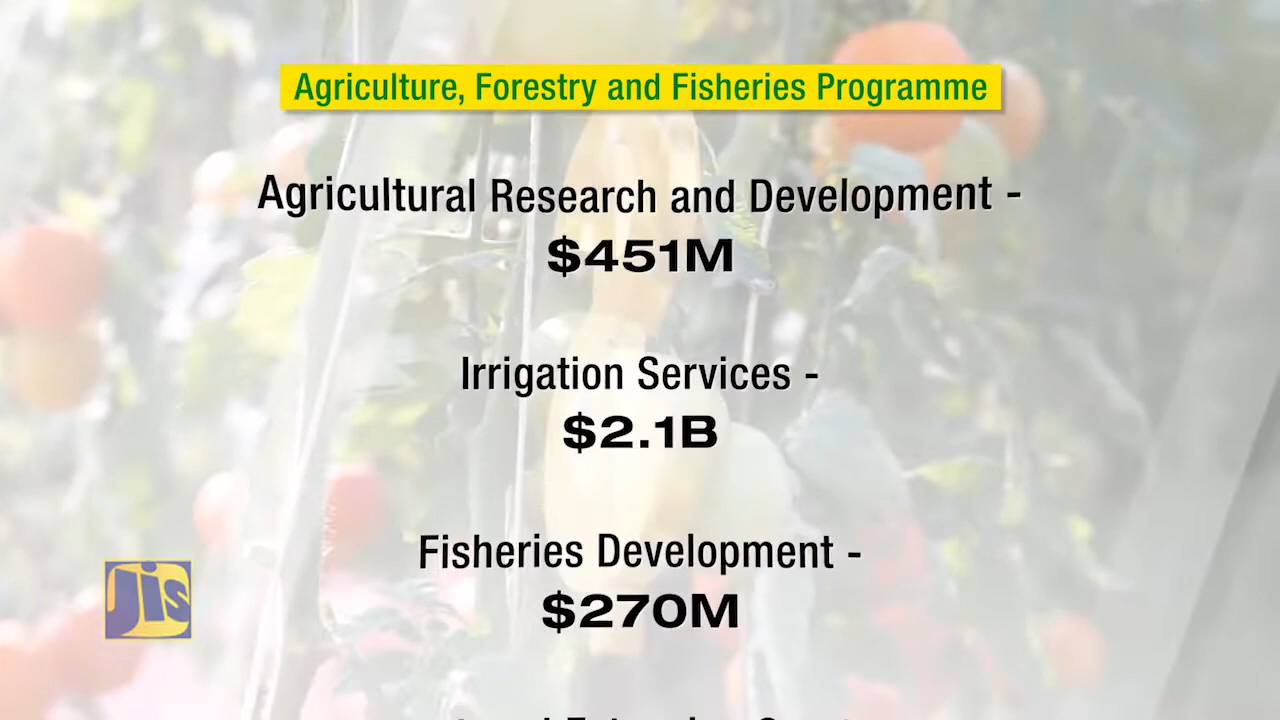 Agriculture, Forestry and Fisheries Programme
Agricultural Research and Development -
$451M
Irrigation Services -
$2.1B
Fisheries Development -
$270M
Jis